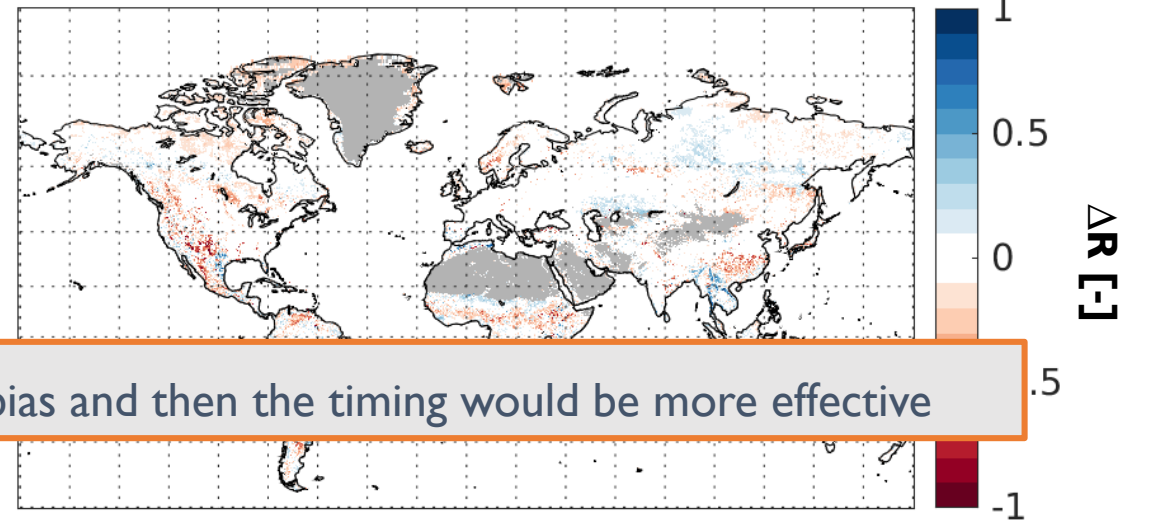 1
0.5
0
ΔR [-]
bias and then the timing would be more effective
.5
-1